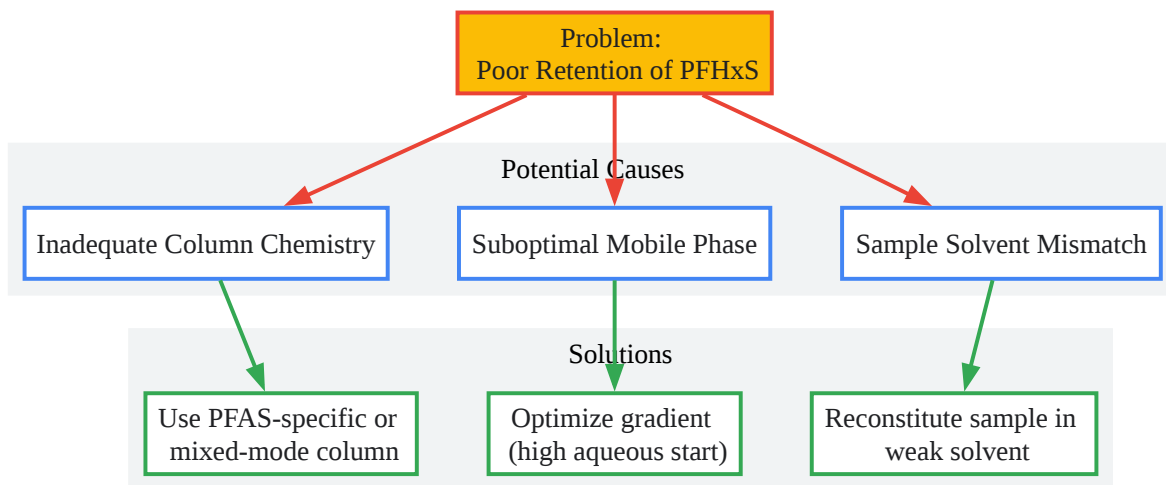 Problem:
Poor Retention of PFHxS
Potential Causes
Inadequate Column Chemistry
Suboptimal Mobile Phase
Sample Solvent Mismatch
Solutions
Use PFAS-specific or
mixed-mode column
Optimize gradient
(high aqueous start)
Reconstitute sample in
weak solvent